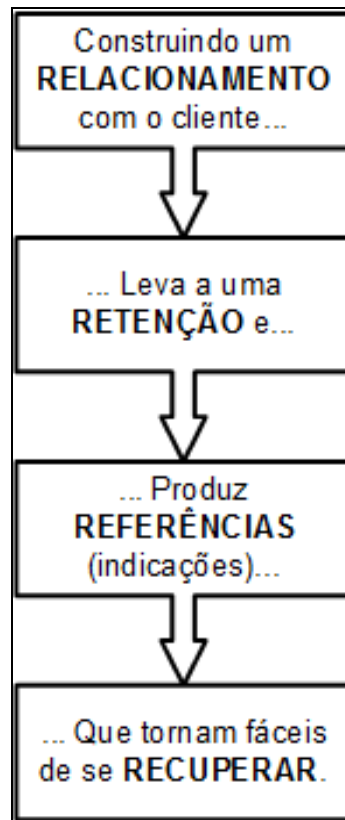 Construindo um
RELACIONAMENTO
com o cliente...
... Leva a uma
RETENÇÃO e...
... Produz
REFERÊNCIAS
(indicações)...
... Que tornam fáceis
de se RECUPERAR.